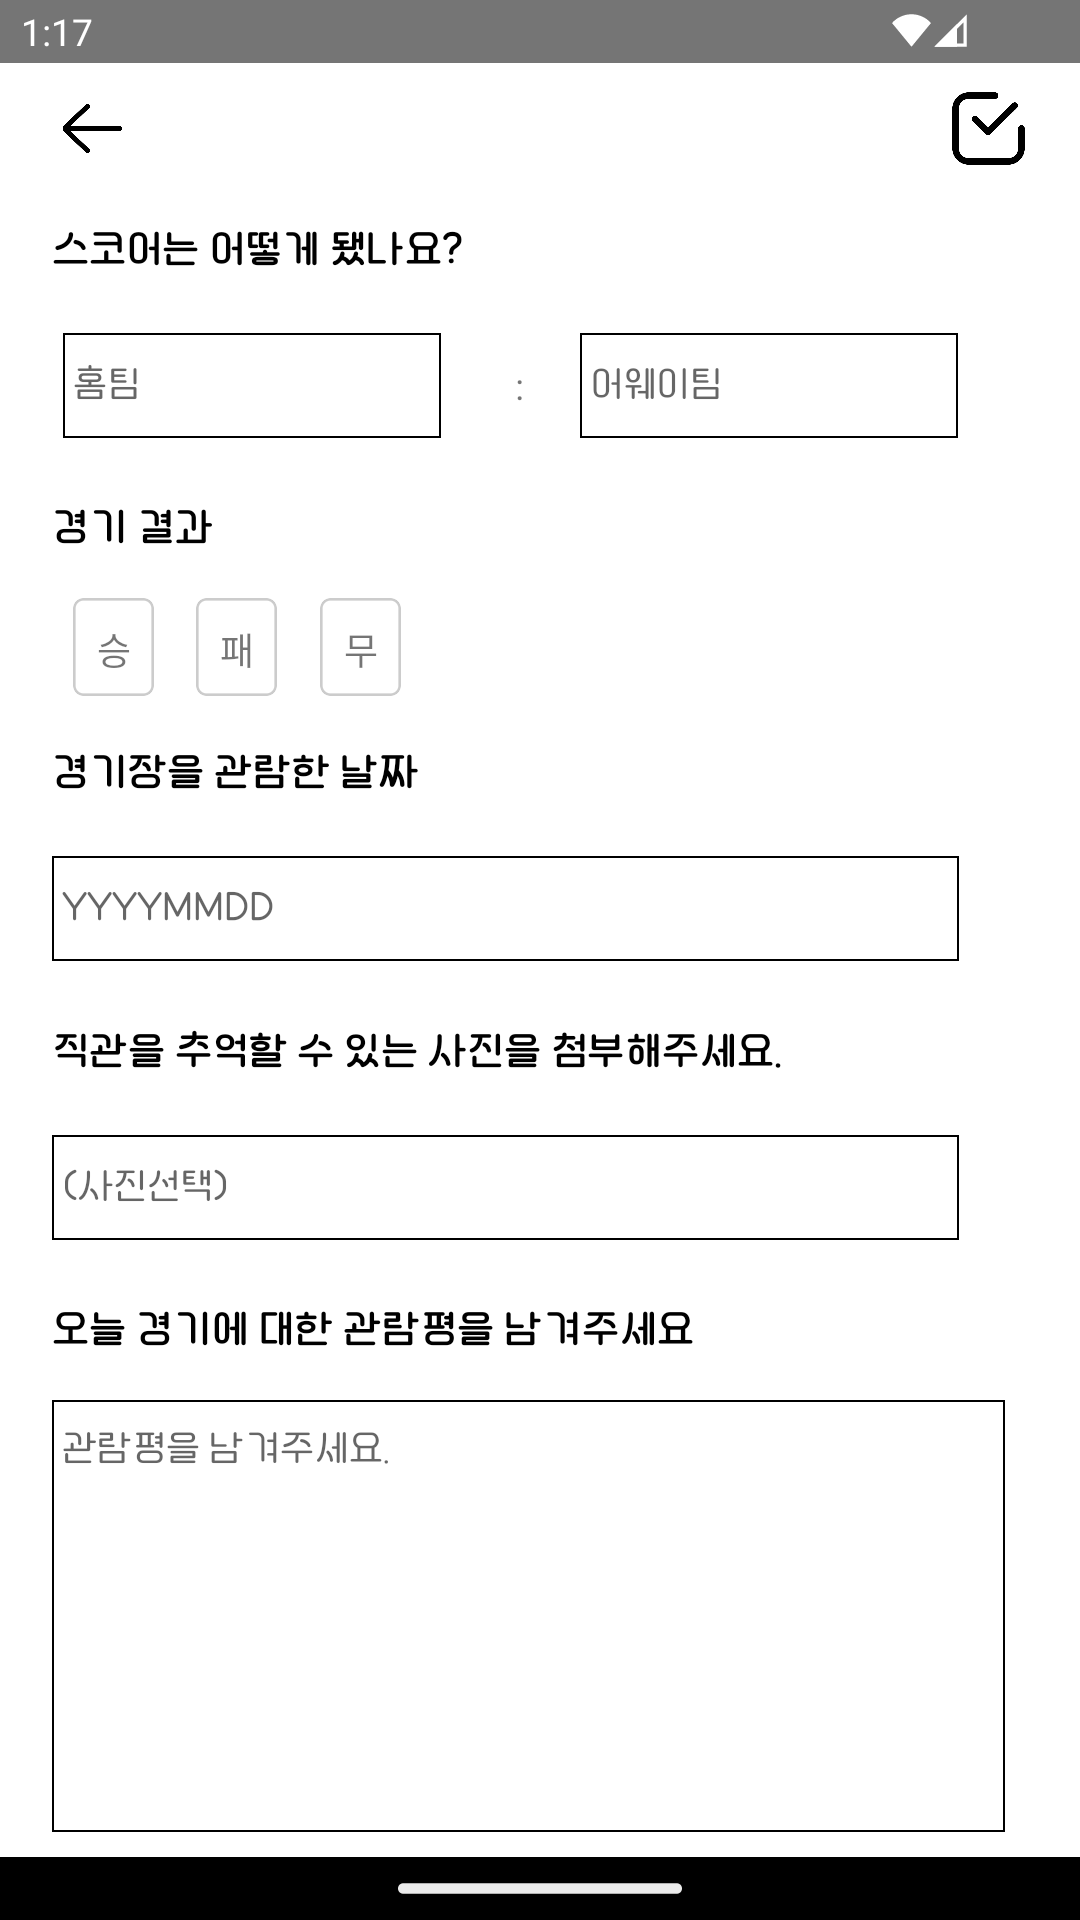 1:17
스코어는 어떻게 됐나요?
홈팀 : 어웨이팀
경기 결과
승 패 무
경기장을 관람한 날짜
YYYYMMDD
직관을 추억할 수 있는 사진을 첨부해주세요.
(사진선택)
오늘 경기에 대한 관람평을 남겨주세요
관람평을 남겨주세요.